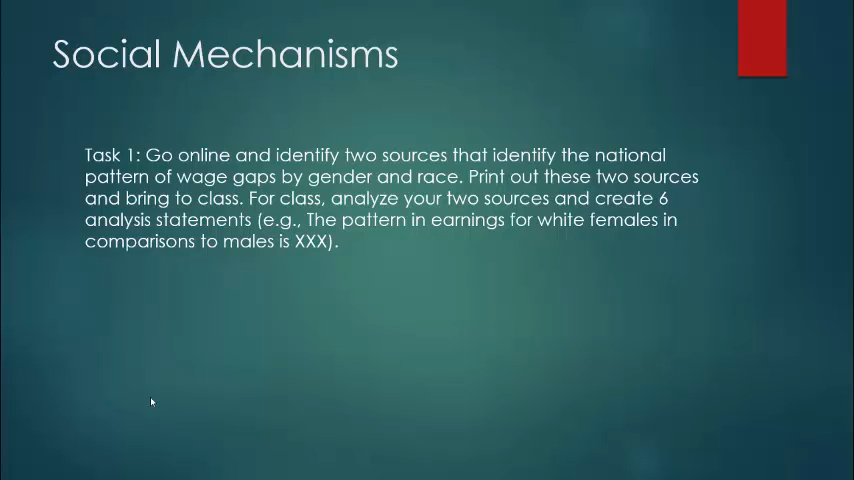 Social Mechanisms
Task 1: Go online and identify two sources that identify the national
pattern of wage gaps by gender and race. Print out these two sources
and bring to class. For class, analyze your two sources and create 6
analysis statements (e.g., The pattern in earnings for white females in
comparisons to males is XXX).